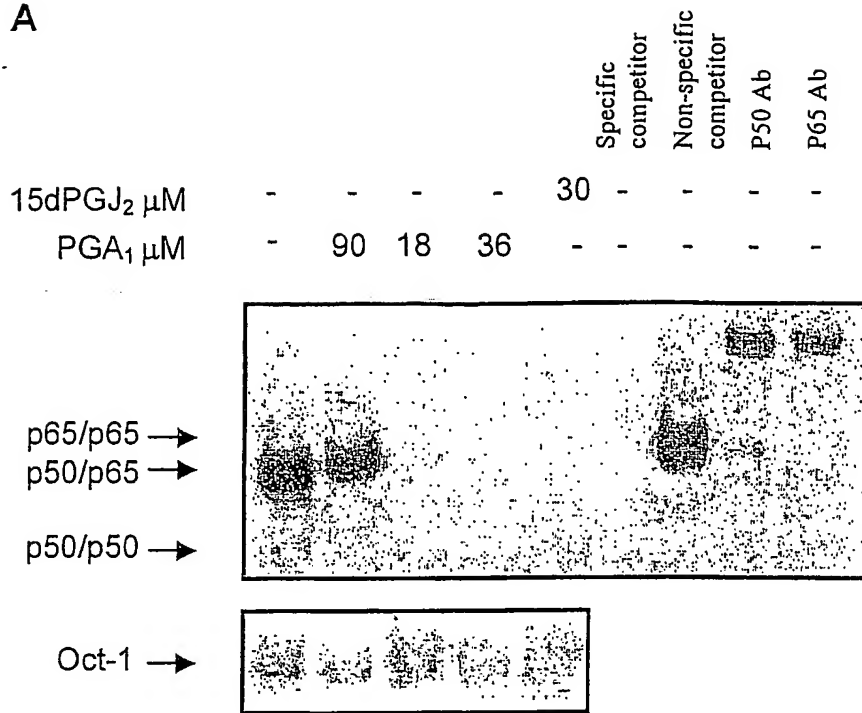 A
Specific
competitor
Non-specific
competitor
P50 Ab
P65 Ab
15dPGJ₂ μM - - - - 30 - - - -
PGA₁ μM - 90 18 36 - - - - -
p65/p65
p50/p65
p50/p50
Oct-1